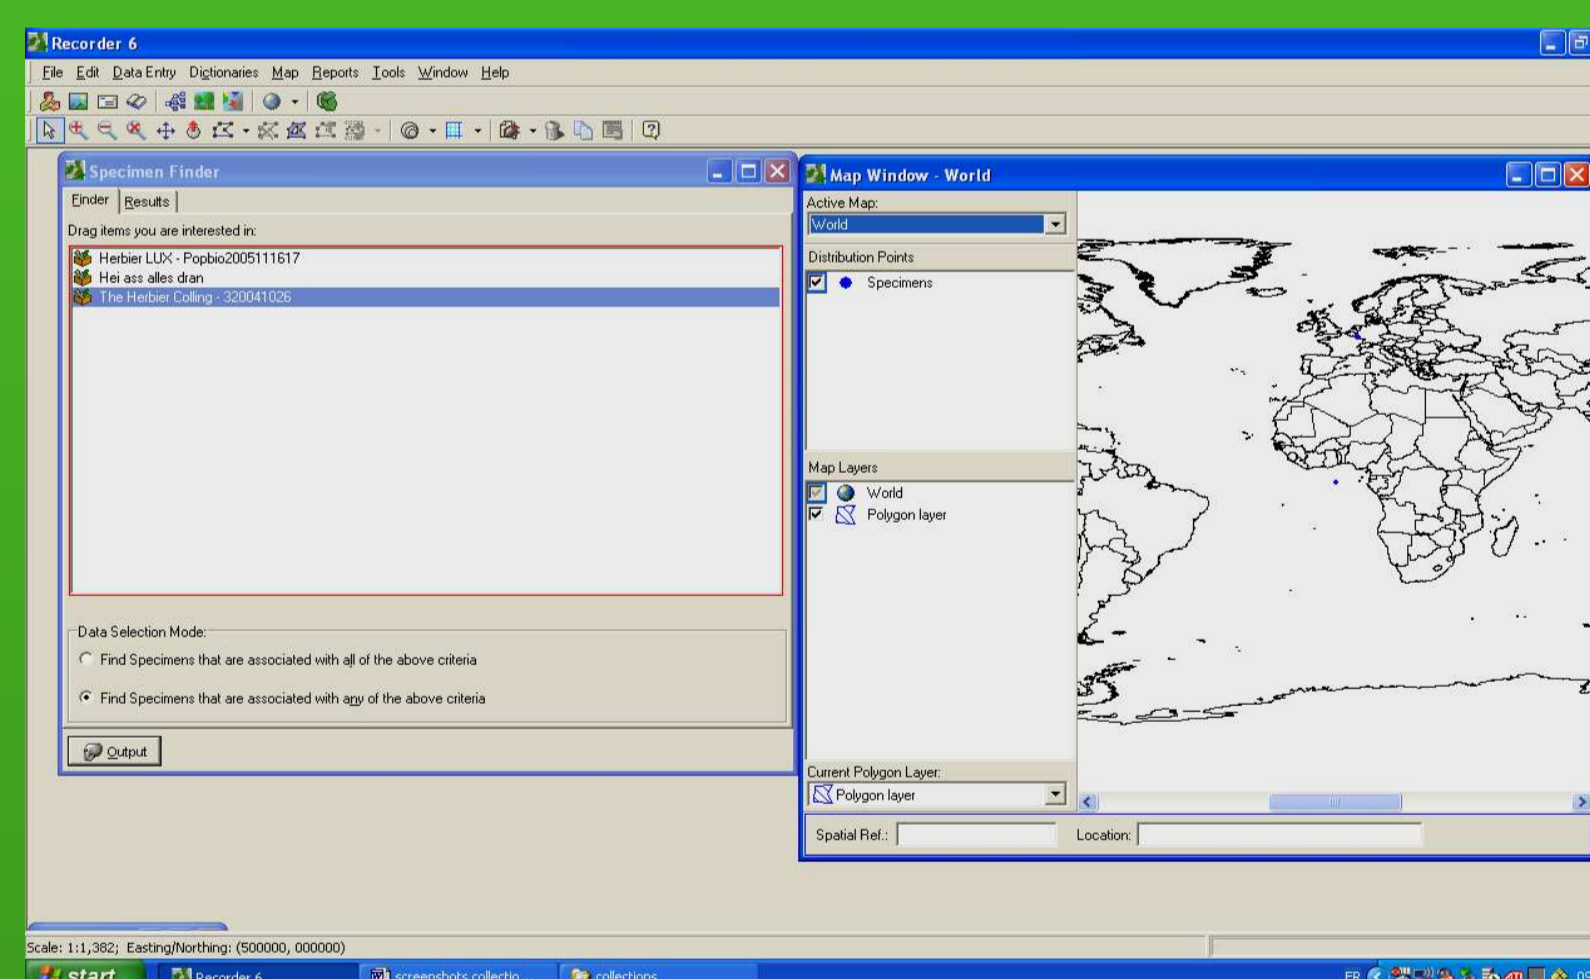 Recorder 6
File Edit Data Entry Dictionaries Map Reports Tools Window Help
Specimen Finder
Finder Results
Drag items you are interested in:
Herbier LUX - Popbio2005111617
Hei ass alles dran
The Herbier Colling - 320041026
Data Selection Mode:
Find Specimens that are associated with all of the above criteria
Find Specimens that are associated with any of the above criteria
Output
Map Window - World
Active Map:
World
Distribution Points
Specimens
Map Layers
World
Polygon layer
Current Polygon Layer:
Polygon layer
Spatial Ref.: Location:
Scale: 1:1,382; Easting/Northing: (500000, 000000)
start Recorder 6 screenshots collectio... collections FR